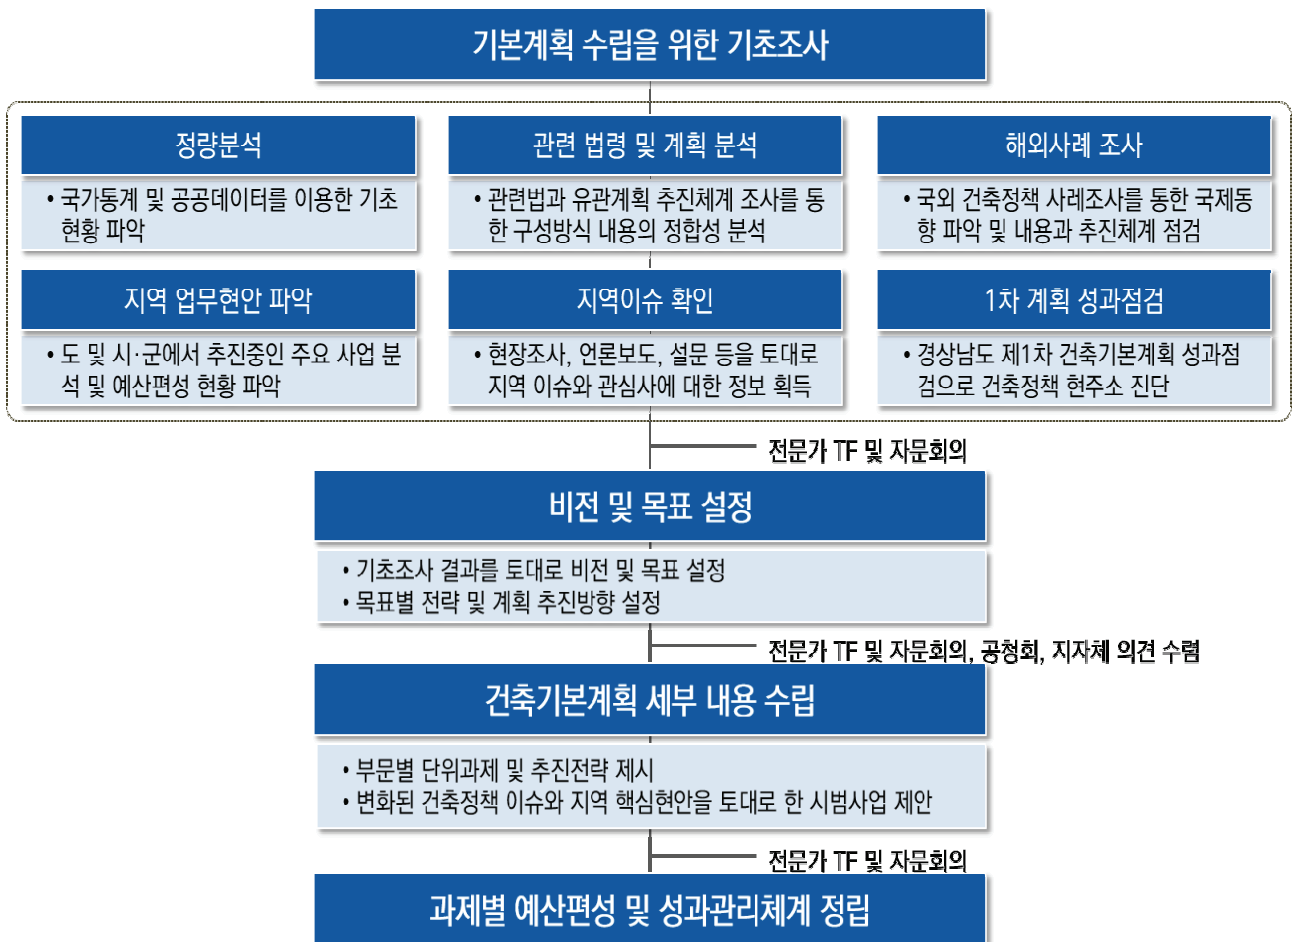 기본계획 수립을 위한 기초조사
정량분석
• 국가통계 및 공공데이터를 이용한 기초
현황 파악
관련 법령 및 계획 분석
• 관련법과 유관계획 추진체계 조사를 통
한 구성방식 내용의 정합성 분석
해외사례 조사
• 국외 건축정책 사례조사를 통한 국제동
향 파악 및 내용과 추진체계 점검
지역 업무현안 파악
• 도 및 시·군에서 추진중인 주요 사업 분
석 및 예산편성 현황 파악
지역이슈 확인
• 현장조사, 언론보도, 설문 등을 토대로
지역 이슈와 관심사에 대한 정보 획득
1차 계획 성과점검
• 경상남도 제1차 건축기본계획 성과점
검으로 건축정책 현주소 진단
전문가 TF 및 자문회의
비전 및 목표 설정
• 기초조사 결과를 토대로 비전 및 목표 설정
• 목표별 전략 및 계획 추진방향 설정
전문가 TF 및 자문회의, 공청회, 지자체 의견 수렴
건축기본계획 세부 내용 수립
• 부문별 단위과제 및 추진전략 제시
• 변화된 건축정책 이슈와 지역 핵심현안을 토대로 한 시범사업 제안
전문가 TF 및 자문회의
과제별 예산편성 및 성과관리체계 정립